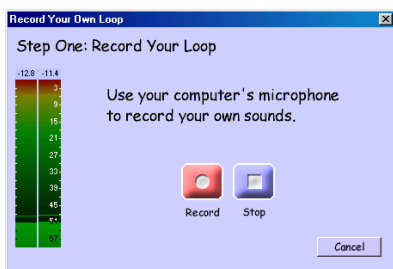 Record Your Own Loop
Step One: Record Your Loop
-12.8 -11.4
3
9
15
21
27
33
39
45
51
57
Use your computer's microphone
to record your own sounds.
Record Stop
Cancel